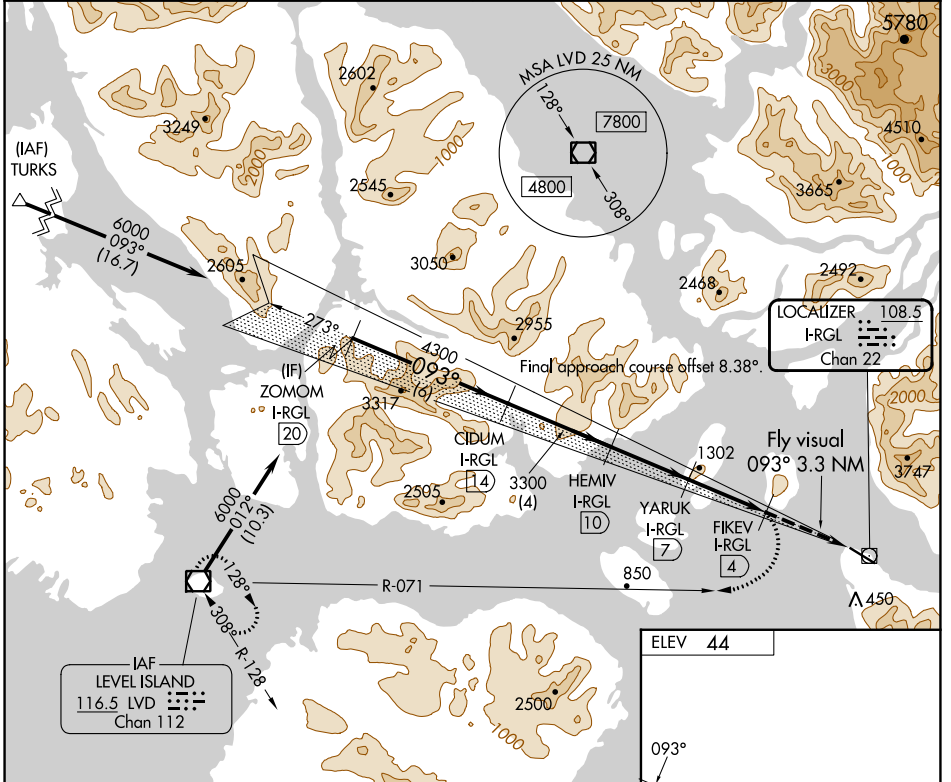 5780
2602
MSA LVD 25 NM
128°
7800
3249
3000
1000
2000
4510
1000
(IAF)
TURKS
2545
4800
308°
3665
6000
093°
(16.7)
3050
2605
2468
2492
LOCALIZER 108.5
I-RGL
Chan 22
273°
2955
4300
093°
(6)
Final approach course offset 8.38°.
(IF)
ZOMOM
I-RGL
20
3317
2000
CIDUM
I-RGL
14
1302
Fly visual
093° 3.3 NM
3747
2505
3300
(4)
HEMIV
I-RGL
10
YARUK
I-RGL
7
FIKEV
I-RGL
4
6000
012°
(10.3)
128°
R-071
850
450
308°
R-128
ELEV 44
IAF
LEVEL ISLAND
116.5 LVD
Chan 112
2500
1000
093°